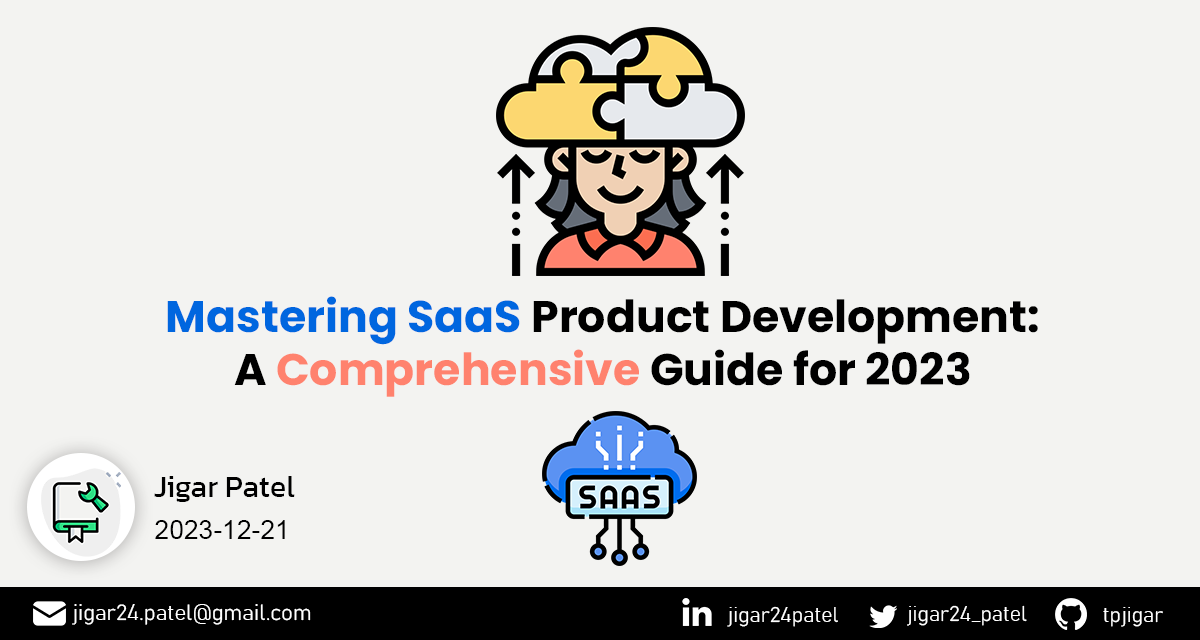 Mastering SaaS Product Development:
A Comprehensive Guide for 2023
SAAS
Jigar Patel
2023-12-21
jigar24.patel@gmail.com
in jigar24patel
jigar24_patel
tpjigar